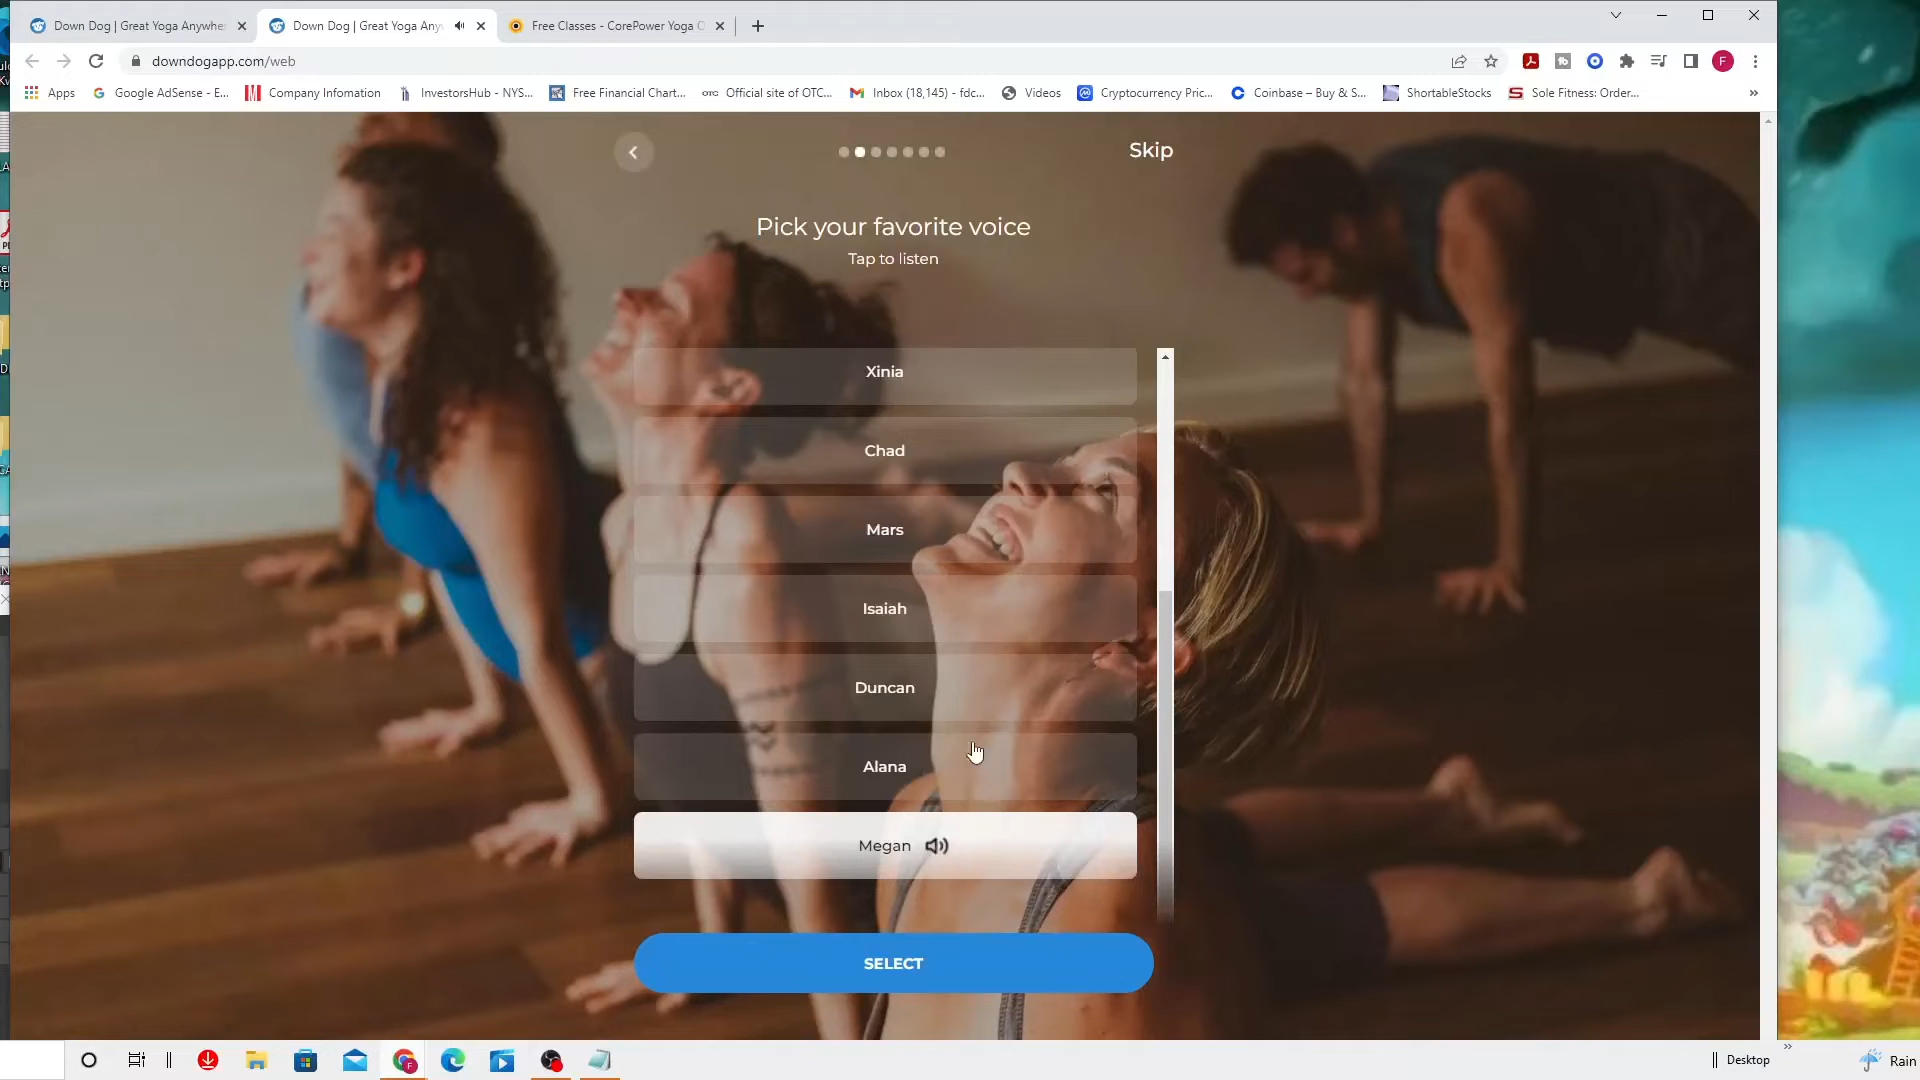 Down Dog | Great Yoga Anywhe
Down Dog | Great Yoga Any
Free Classes - CorePower Yoga O
downdogapp.com/web
F
Apps
Google AdSense - E...
Company Infomation
InvestorsHub - NYS...
Free Financial Chart...
OTC Official site of OTC...
Inbox (18,145) - fdc...
Videos
Cryptocurrency Pric...
Coinbase – Buy & S...
ShortableStocks
Sole Fitness: Order...
»
Skip
Pick your favorite voice
Tap to listen
Xinia
Chad
Mars
Isaiah
Duncan
Alana
Megan
SELECT
Desktop
»
Rain